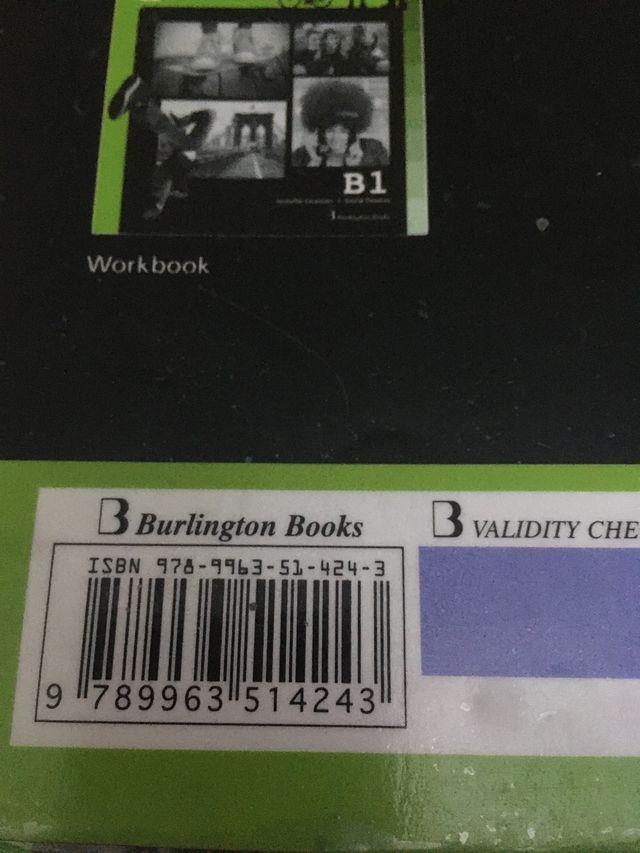 B1
Workbook
Burlington Books
VALIDITY CHE
ISBN 978-9963-51-424-3
9 789963 514243